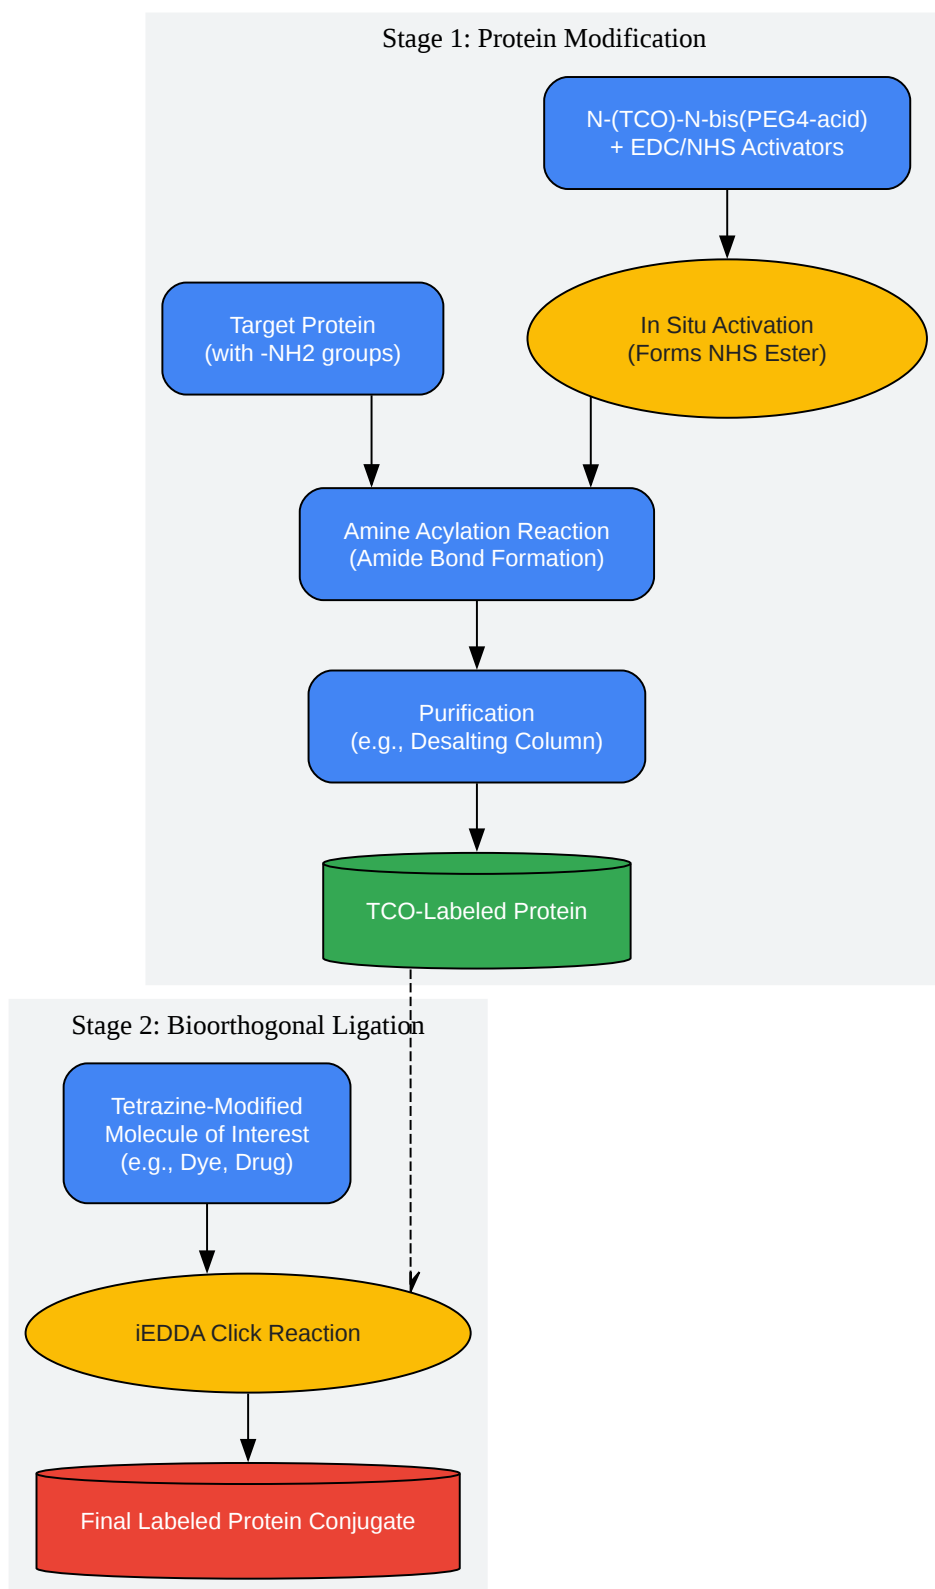 Stage 1: Protein Modification
N-(TCO)-N-bis(PEG4-acid)
+ EDC/NHS Activators
Target Protein
(with -NH2 groups)
In Situ Activation
(Forms NHS Ester)
Amine Acylation Reaction
(Amide Bond Formation)
Purification
(e.g., Desalting Column)
TCO-Labeled Protein
Stage 2: Bioorthogonal Ligation
Tetrazine-Modified
Molecule of Interest
(e.g., Dye, Drug)
iEDDA Click Reaction
Final Labeled Protein Conjugate